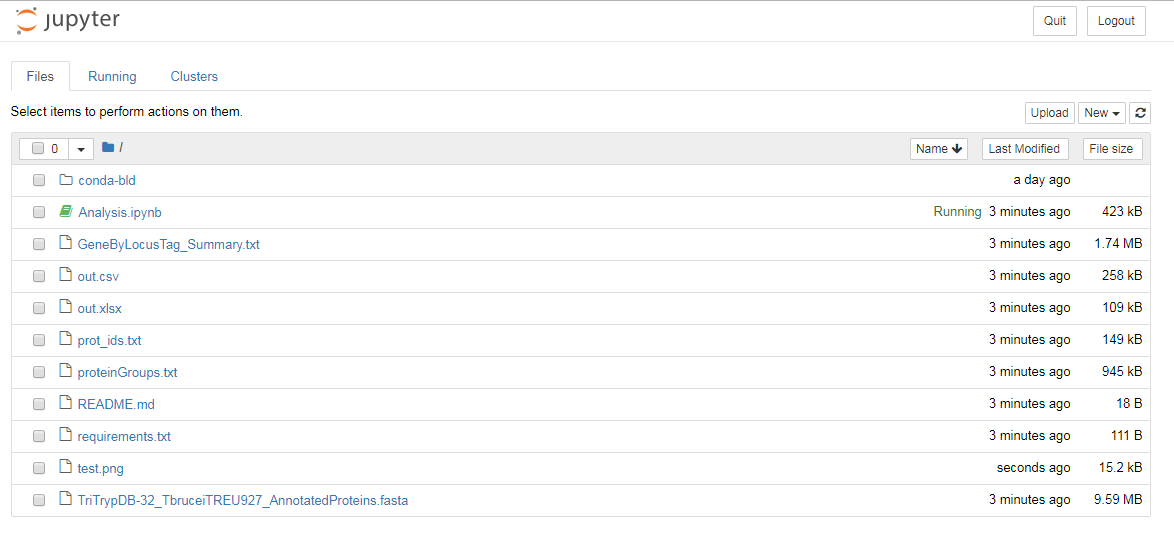 jupyter Quit Logout
Files Running Clusters
Select items to perform actions on them. Upload New
0 / Name Last Modified File size
conda-bld a day ago
Analysis.ipynb Running 3 minutes ago 423 kB
GeneByLocusTag_Summary.txt 3 minutes ago 1.74 MB
out.csv 3 minutes ago 258 kB
out.xlsx 3 minutes ago 109 kB
prot_ids.txt 3 minutes ago 149 kB
proteinGroups.txt 3 minutes ago 945 kB
README.md 3 minutes ago 18 B
requirements.txt 3 minutes ago 111 B
test.png seconds ago 15.2 kB
TriTrypDB-32_TbruceiTREU927_AnnotatedProteins.fasta 3 minutes ago 9.59 MB